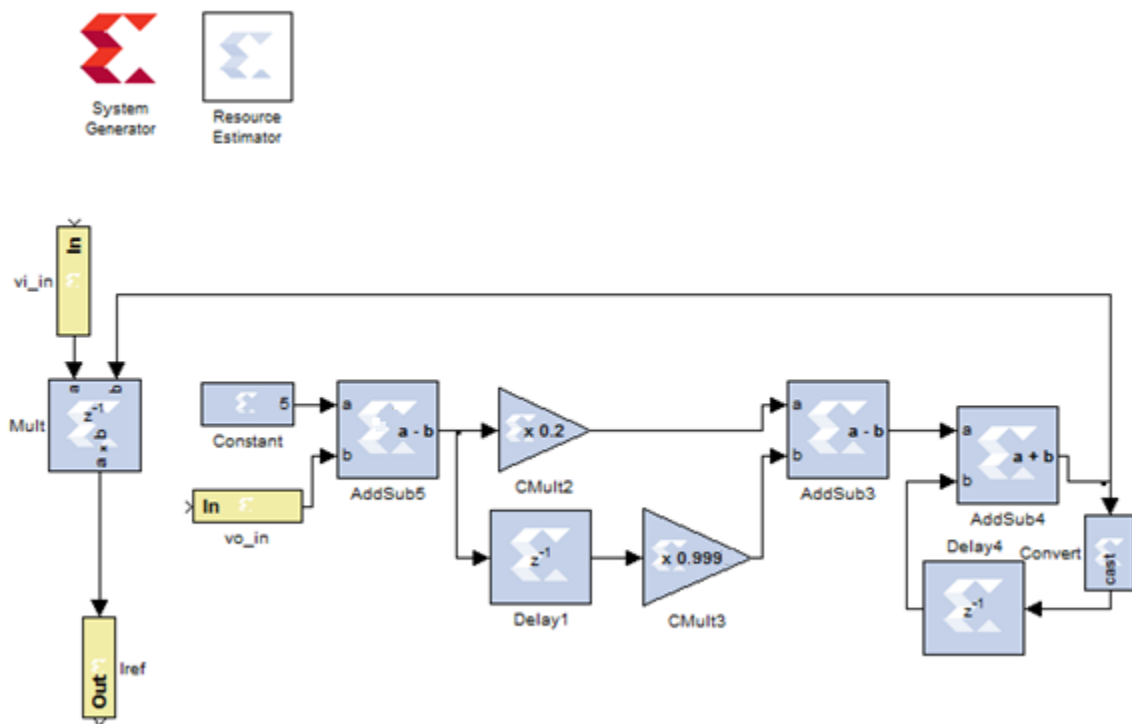 System
Generator
Resource
Estimator
In
vi_in
a b
z⁻¹
a × b
Mult
Out
Iref
5
Constant
In
vo_in
a
b
a - b
AddSub5
x 0.2
CMult2
z⁻¹
Delay1
x 0.999
CMult3
a
b
a - b
AddSub3
a
b
a + b
AddSub4
Delay4
z⁻¹
Convert
cast